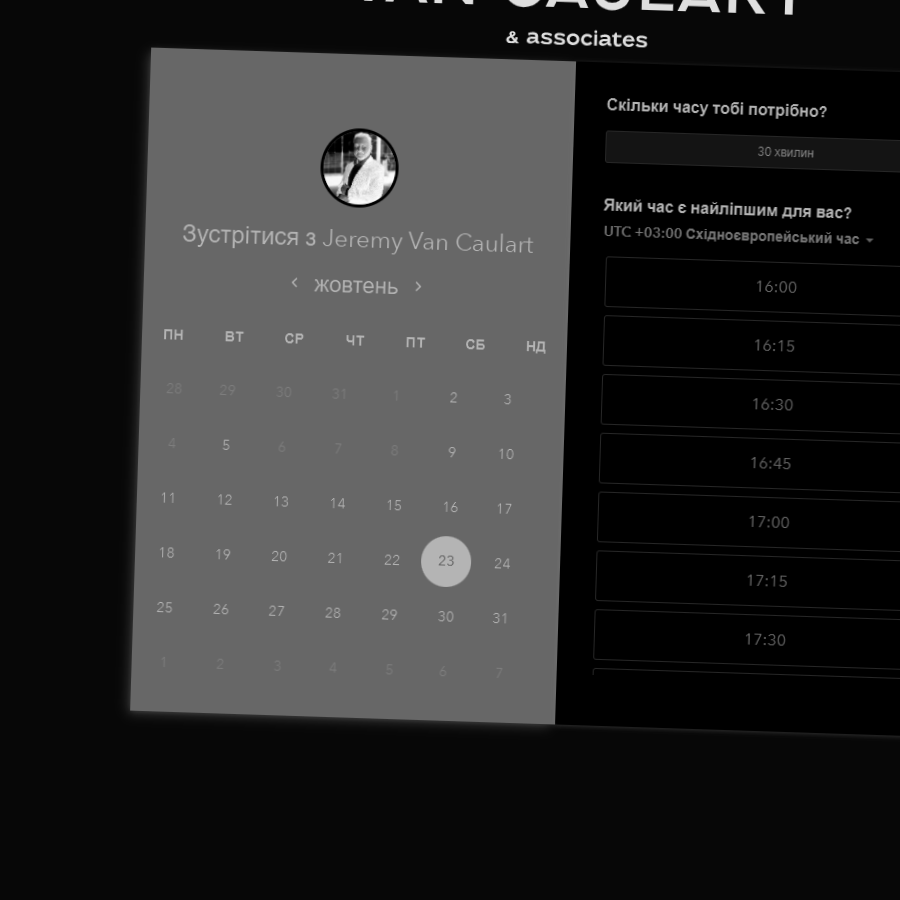 VAN CAULART
& associates
Зустрітися з Jeremy Van Caulart
жовтень
ПН ВТ СР ЧТ ПТ СБ НД
28 29 30 31 1 2 3
4 5 6 7 8 9 10
11 12 13 14 15 16 17
18 19 20 21 22 23 24
25 26 27 28 29 30 31
1 2 3 4 5 6 7
Скільки часу тобі потрібно?
30 хвилин
Який час є найліпшим для вас?
UTC +03:00 Східноєвропейський час
16:00
16:15
16:30
16:45
17:00
17:15
17:30